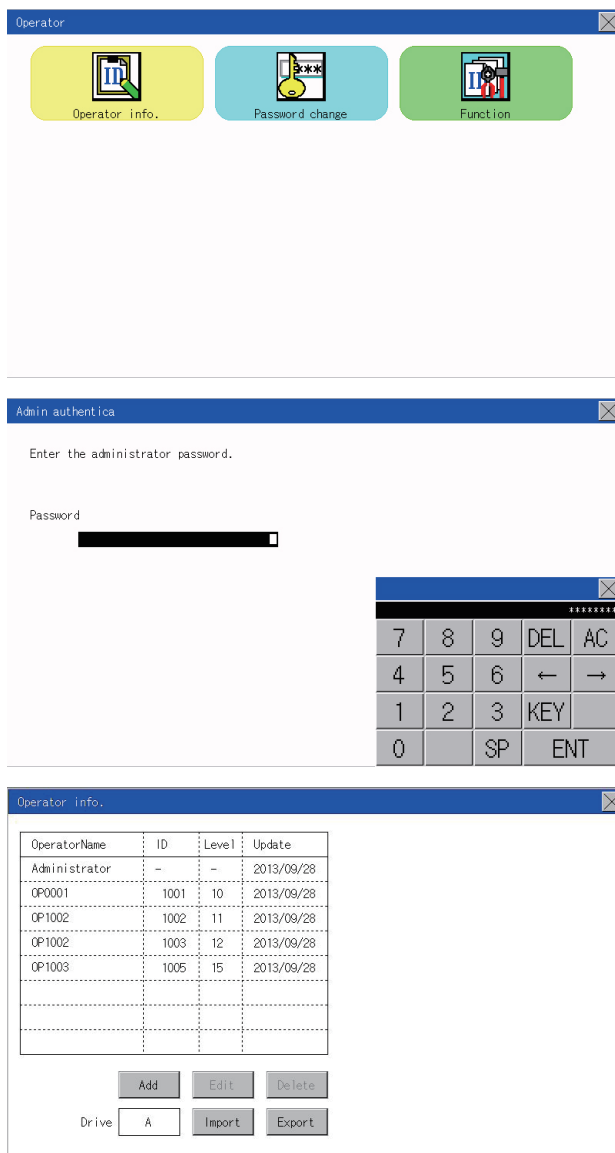 Operator
ID ***
Operator info. Password change Function
Admin authentica
Enter the administrator password.
Password
********
7 8 9 DEL AC
4 5 6 ← →
1 2 3 KEY
0 SP ENT
Operator info.
OperatorName ID Level Update
Administrator - - 2013/09/28
OP0001 1001 10 2013/09/28
OP1002 1002 11 2013/09/28
OP1002 1003 12 2013/09/28
OP1003 1005 15 2013/09/28
Add Edit Delete
Drive A Import Export